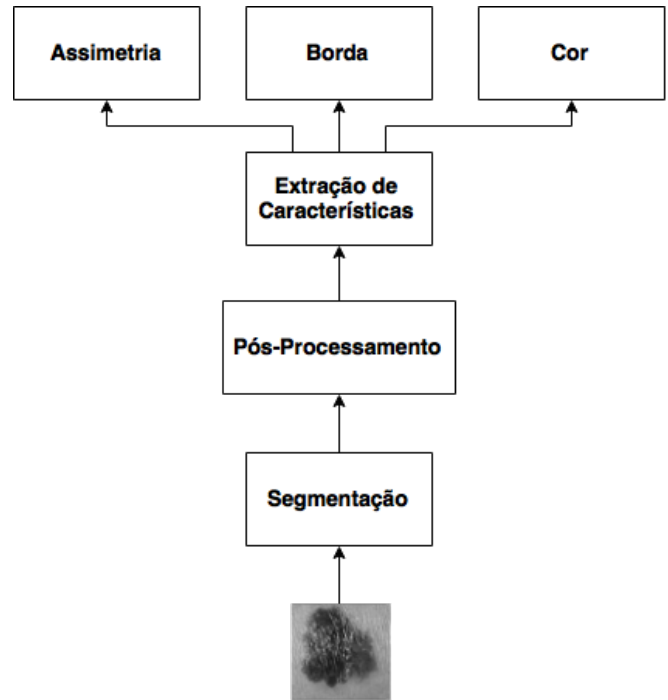 Assimetria
Borda
Cor
Extração de
Características
Pós-Processamento
Segmentação